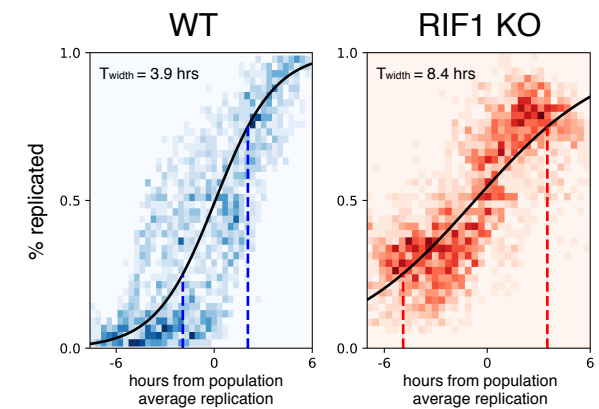 WT
RIF1 KO
% replicated
1.0
0.5
0.0
Twidth = 3.9 hrs
-6
0
6
hours from population
average replication
1.0
0.5
0.0
Twidth = 8.4 hrs
-6
0
6
hours from population
average replication